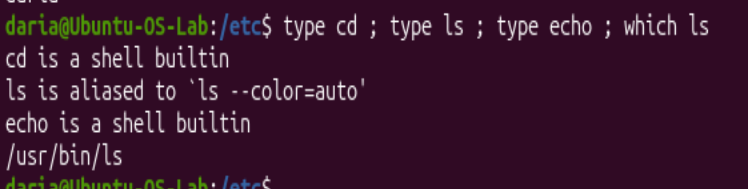 daria@Ubuntu-OS-Lab:/etc$ type cd ; type ls ; type echo ; which ls
cd is a shell builtin
ls is aliased to `ls --color=auto'
echo is a shell builtin
/usr/bin/ls
daria@Ubuntu-OS-Lab:/etc$